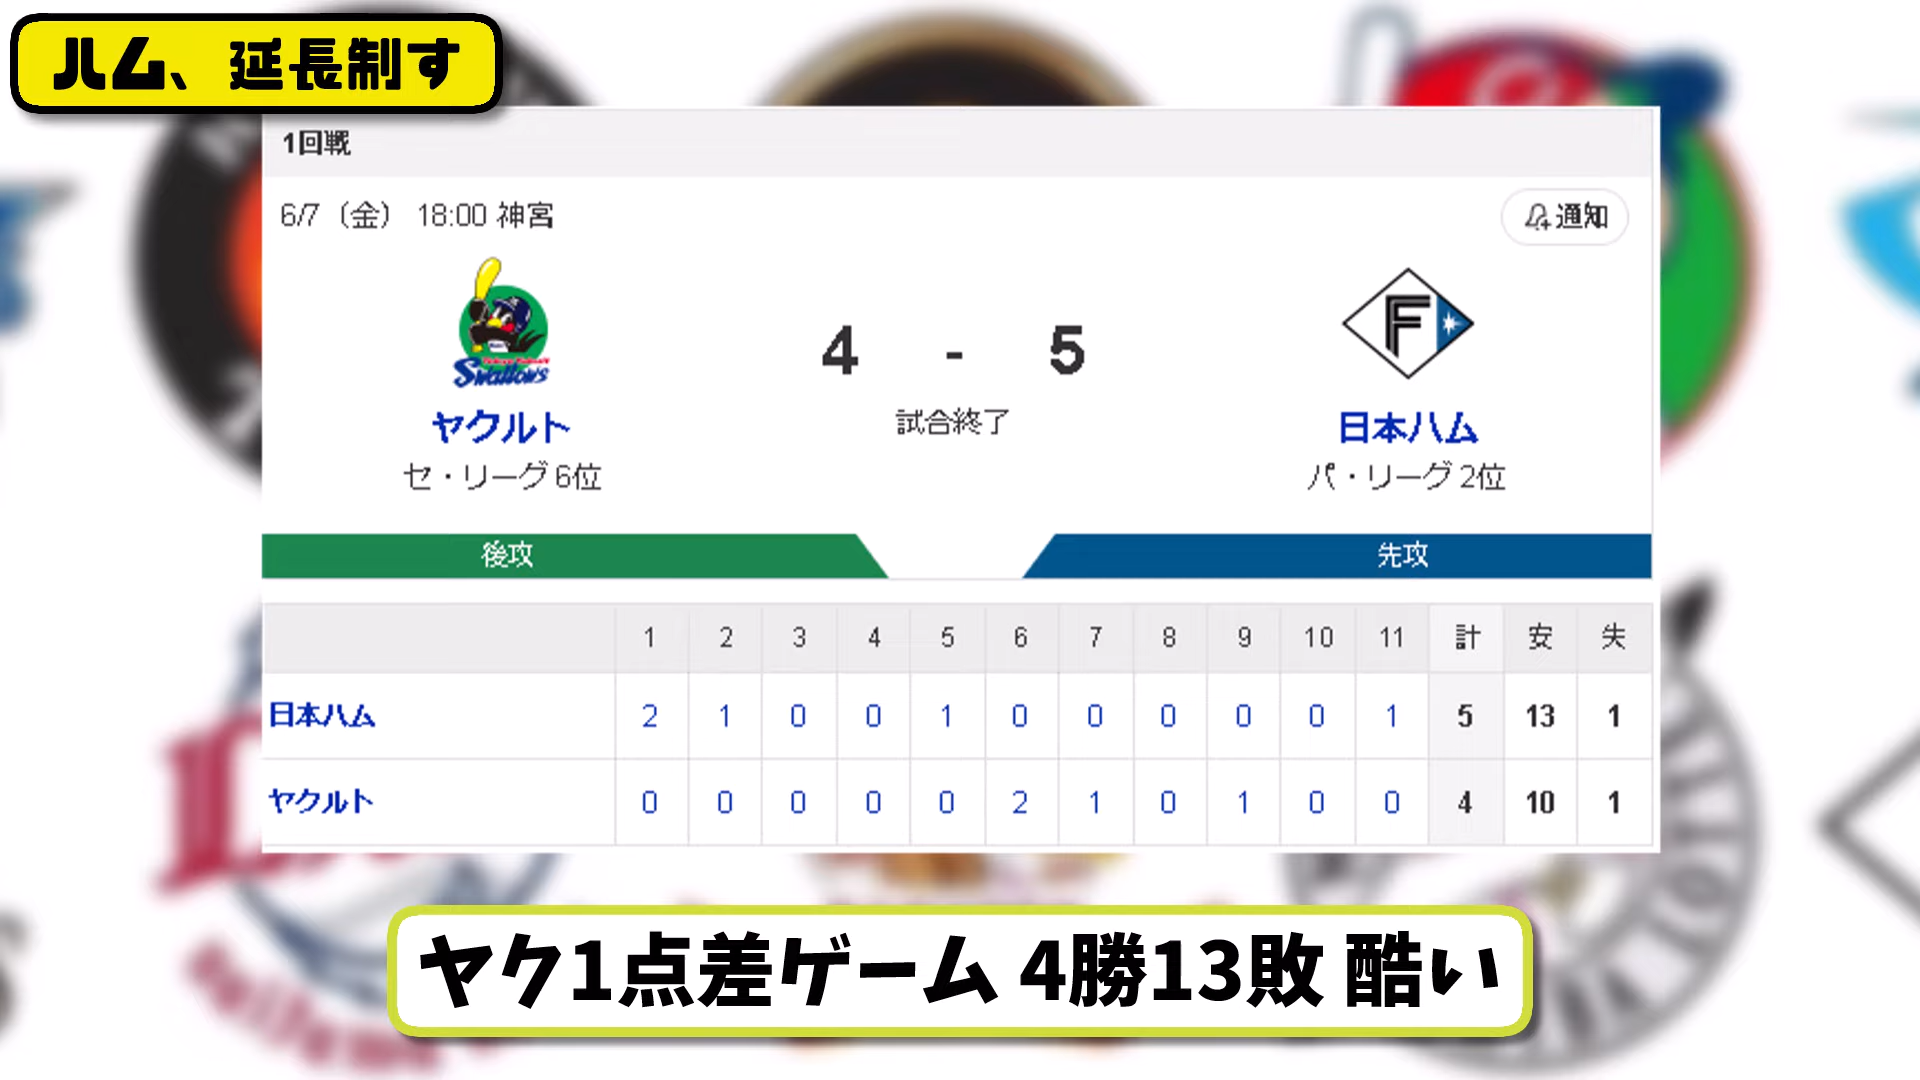 ハム、延長制す
1回戦
6/7（金） 18:00 神宮
通知
Swallows
F
4 - 5
試合終了
ヤクルト
セ・リーグ 6位
日本ハム
パ・リーグ 2位
後攻
先攻
1 2 3 4 5 6 7 8 9 10 11 計 安 失
日本ハム 2 1 0 0 1 0 0 0 0 0 1 5 13 1
ヤクルト 0 0 0 0 0 2 1 0 1 0 0 4 10 1
ヤク1点差ゲーム 4勝13敗 酷い